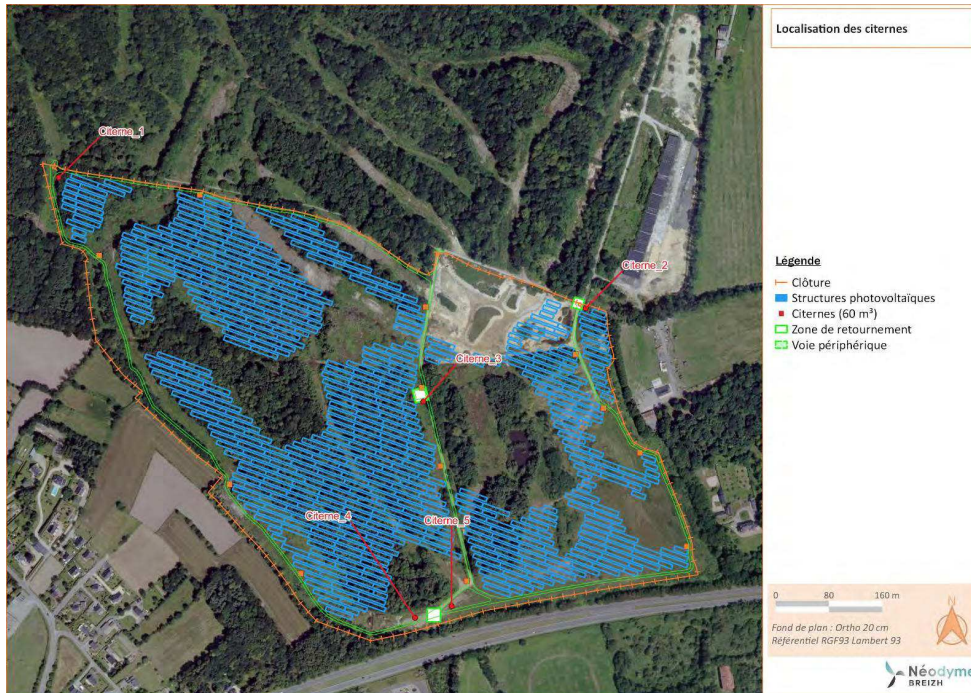 Localisation des citernes
Citerne_1
Citerne_2
Citerne_3
Citerne_4
Citerne_5
Légende
Clôture
Structures photovoltaïques
Citernes (60 m³)
Zone de retournement
Voie périphérique
0 80 160 m
N
Fond de plan : Ortho 20 cm
Référentiel RGF93 Lambert 93
Néodyme
BREIZH